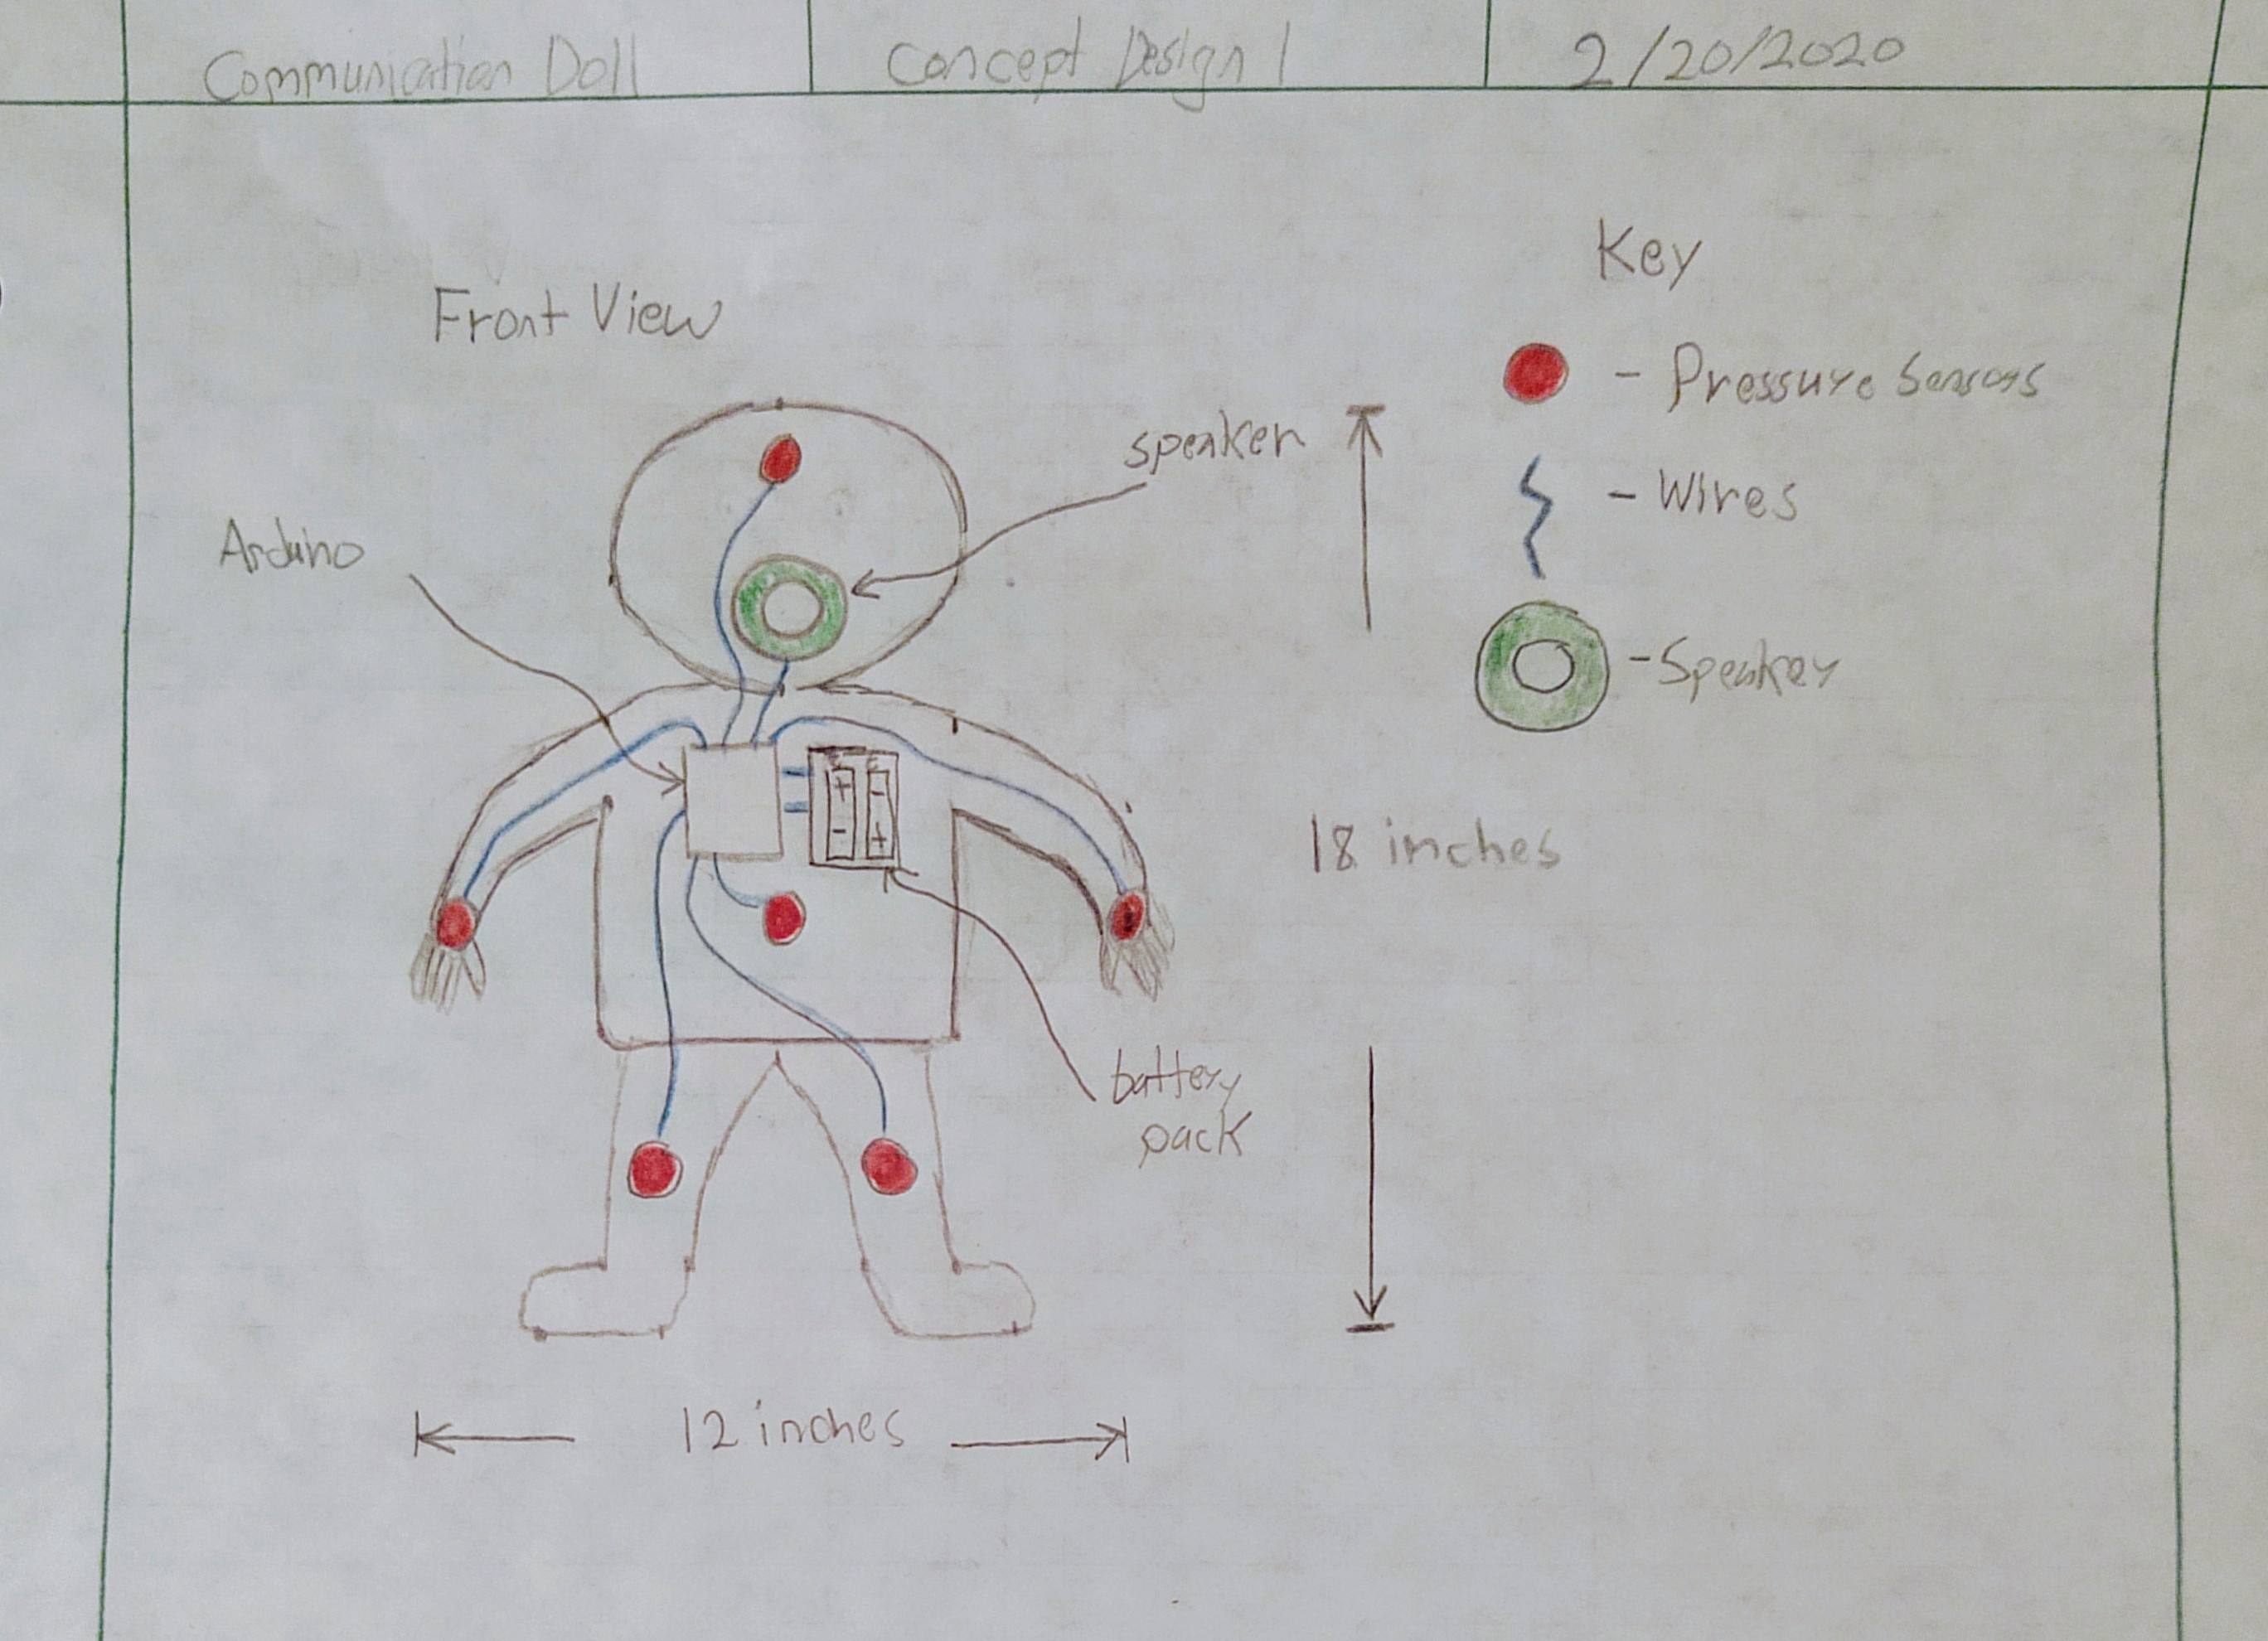 Communication Doll
Concept Design 1
2/20/2020
Front View
Key
- Pressure Sensors
speaker
- Wires
Arduino
- Speaker
+ -
- +
18 inches
battery
pack
12 inches